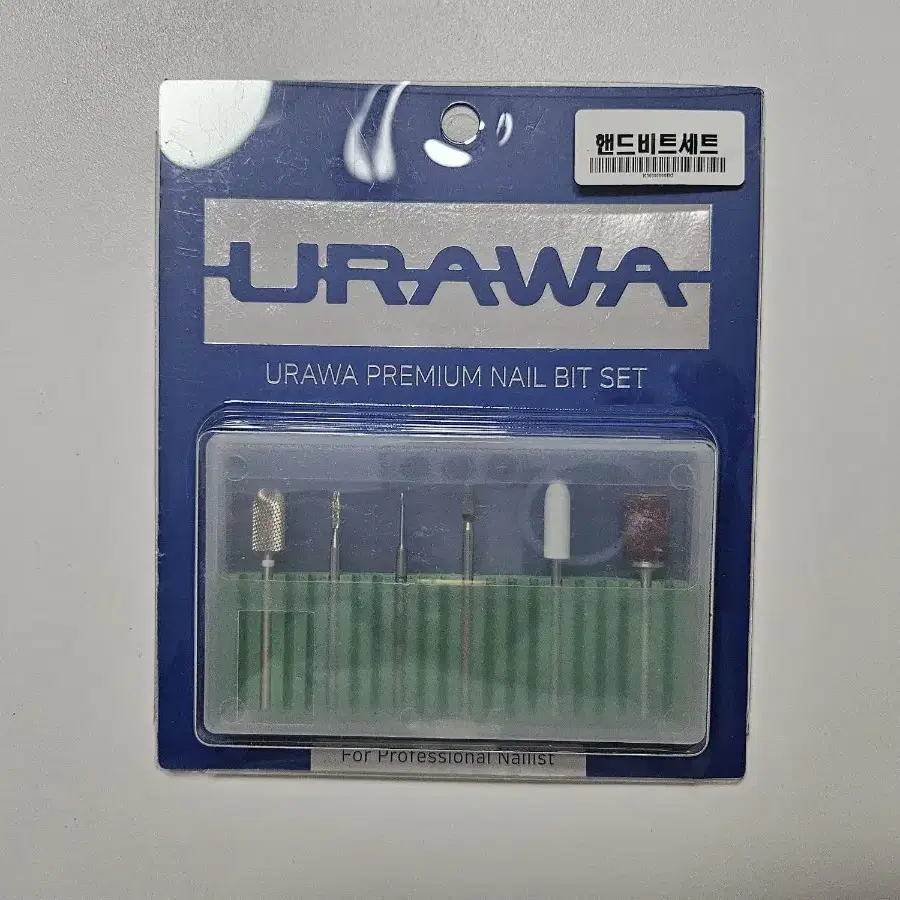 핸드비트세트
URAWA
URAWA PREMIUM NAIL BIT SET
For Professional Nailist